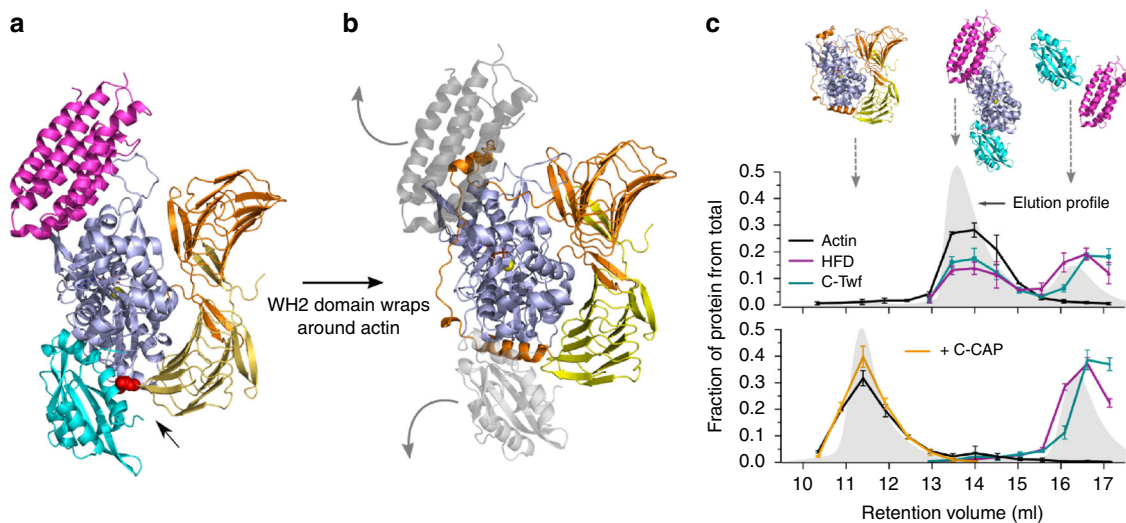 a
b
c
WH2 domain wraps
around actin
Elution profile
Actin
HFD
C-Twf
+ C-CAP
Fraction of protein from total
0.5
0.4
0.3
0.2
0.1
0.0
0.5
0.4
0.3
0.2
0.1
0.0
10 11 12 13 14 15 16 17
Retention volume (ml)